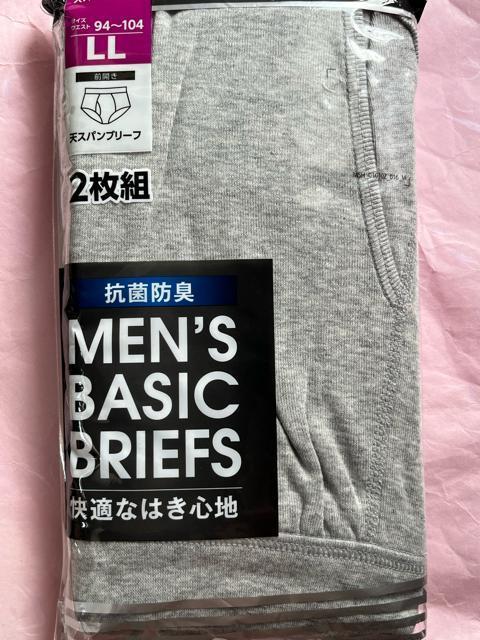 サイズ
ウエスト 94～104
LL
前開き
天スパンブリーフ
2枚組
抗菌防臭
MEN'S
BASIC
BRIEFS
快適なはき心地